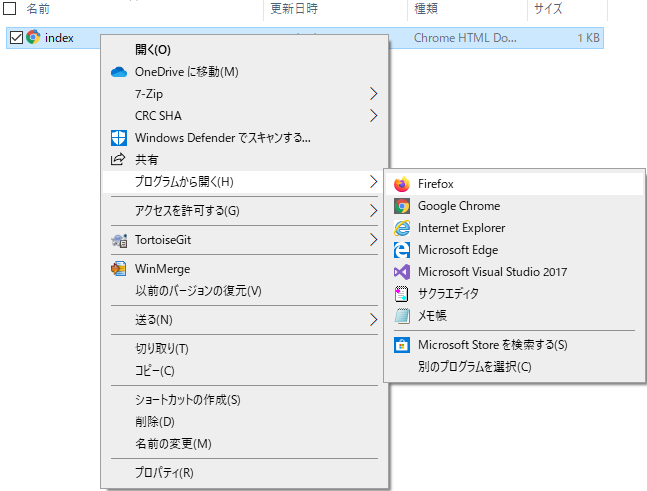 名前 更新日時 種類 サイズ
index Chrome HTML Do... 1 KB
開く(O)
OneDrive に移動(M)
7-Zip
CRC SHA
Windows Defender でスキャンする...
共有
プログラムから開く(H)
アクセスを許可する(G)
TortoiseGit
WinMerge
以前のバージョンの復元(V)
送る(N)
切り取り(T)
コピー(C)
ショートカットの作成(S)
削除(D)
名前の変更(M)
プロパティ(R)
Firefox
Google Chrome
Internet Explorer
Microsoft Edge
Microsoft Visual Studio 2017
サクラエディタ
メモ帳
Microsoft Store を検索する(S)
別のプログラムを選択(C)